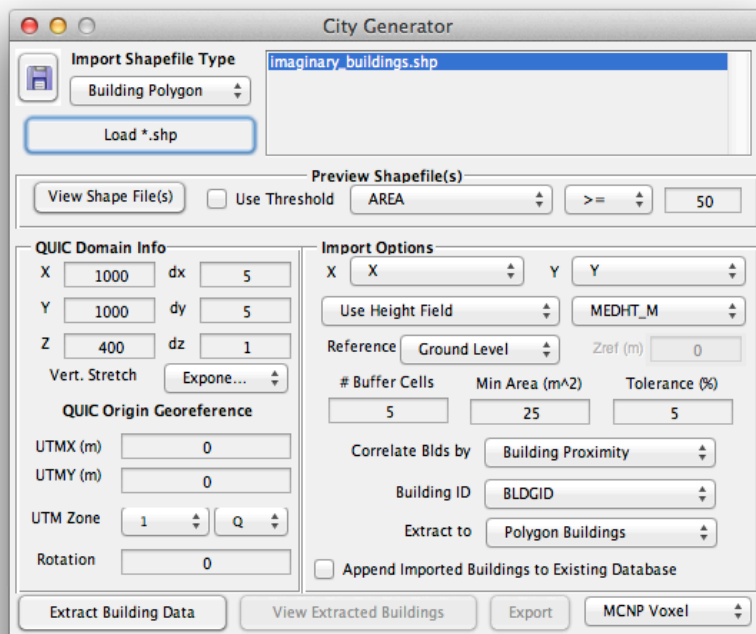 City Generator
Import Shapefile Type
Building Polygon
Load *.shp
imaginary_buildings.shp
Preview Shapefile(s)
View Shape File(s) Use Threshold AREA >= 50
QUIC Domain Info
X 1000 dx 5
Y 1000 dy 5
Z 400 dz 1
Vert. Stretch Expone...
QUIC Origin Georeference
UTMX (m) 0
UTMY (m) 0
UTM Zone 1 Q
Rotation 0
Import Options
X X Y Y
Use Height Field MEDHT_M
Reference Ground Level Zref (m) 0
# Buffer Cells Min Area (m^2) Tolerance (%)
5 25 5
Correlate Blds by Building Proximity
Building ID BLDGID
Extract to Polygon Buildings
Append Imported Buildings to Existing Database
Extract Building Data View Extracted Buildings Export MCNP Voxel